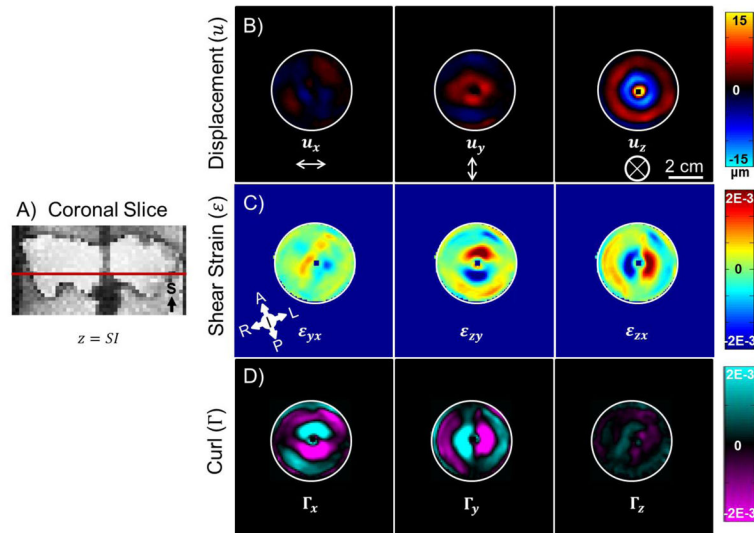 A) Coronal Slice
S
z = SI
Displacement (u)
B)
u_x
u_y
u_z
2 cm
15
0
-15
μm
Shear Strain (ε)
C)
A
L
R
P
ε_yx
ε_zy
ε_zx
2E-3
0
-2E-3
Curl (Γ)
D)
Γ_x
Γ_y
Γ_z
2E-3
0
-2E-3